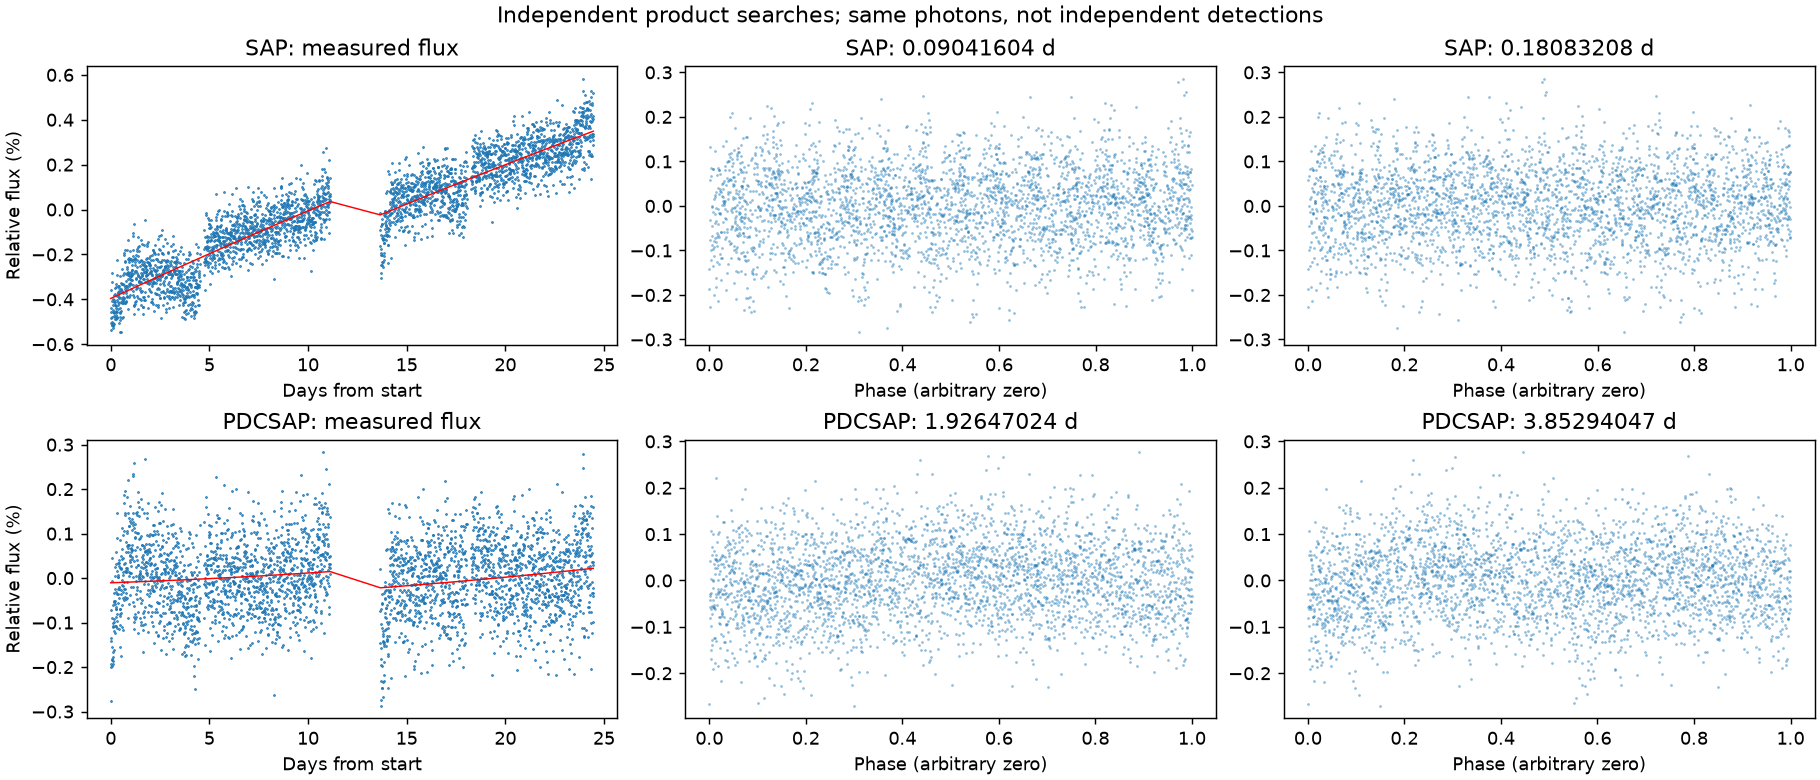 Independent product searches; same photons, not independent detections
SAP: measured flux
SAP: 0.09041604 d
SAP: 0.18083208 d
Relative flux (%)
0.6
0.4
0.2
0.0
−0.2
−0.4
−0.6
0 5 10 15 20 25
Days from start
0.3
0.2
0.1
0.0
−0.1
−0.2
−0.3
0.0 0.2 0.4 0.6 0.8 1.0
Phase (arbitrary zero)
0.3
0.2
0.1
0.0
−0.1
−0.2
−0.3
0.0 0.2 0.4 0.6 0.8 1.0
Phase (arbitrary zero)
PDCSAP: measured flux
PDCSAP: 1.92647024 d
PDCSAP: 3.85294047 d
Relative flux (%)
0.3
0.2
0.1
0.0
−0.1
−0.2
−0.3
0 5 10 15 20 25
Days from start
0.3
0.2
0.1
0.0
−0.1
−0.2
0.0 0.2 0.4 0.6 0.8 1.0
Phase (arbitrary zero)
0.3
0.2
0.1
0.0
−0.1
−0.2
0.0 0.2 0.4 0.6 0.8 1.0
Phase (arbitrary zero)